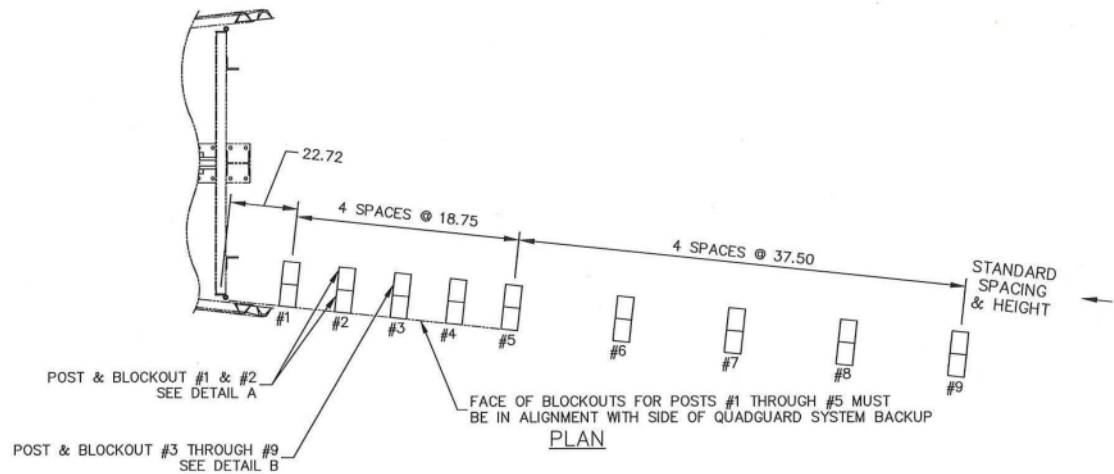 22.72
4 SPACES @ 18.75
4 SPACES @ 37.50
STANDARD
SPACING
& HEIGHT
#1
#2
#3
#4
#5
#6
#7
#8
#9
POST & BLOCKOUT #1 & #2
SEE DETAIL A
FACE OF BLOCKOUTS FOR POSTS #1 THROUGH #5 MUST
BE IN ALIGNMENT WITH SIDE OF QUADGUARD SYSTEM BACKUP
PLAN
POST & BLOCKOUT #3 THROUGH #9
SEE DETAIL B